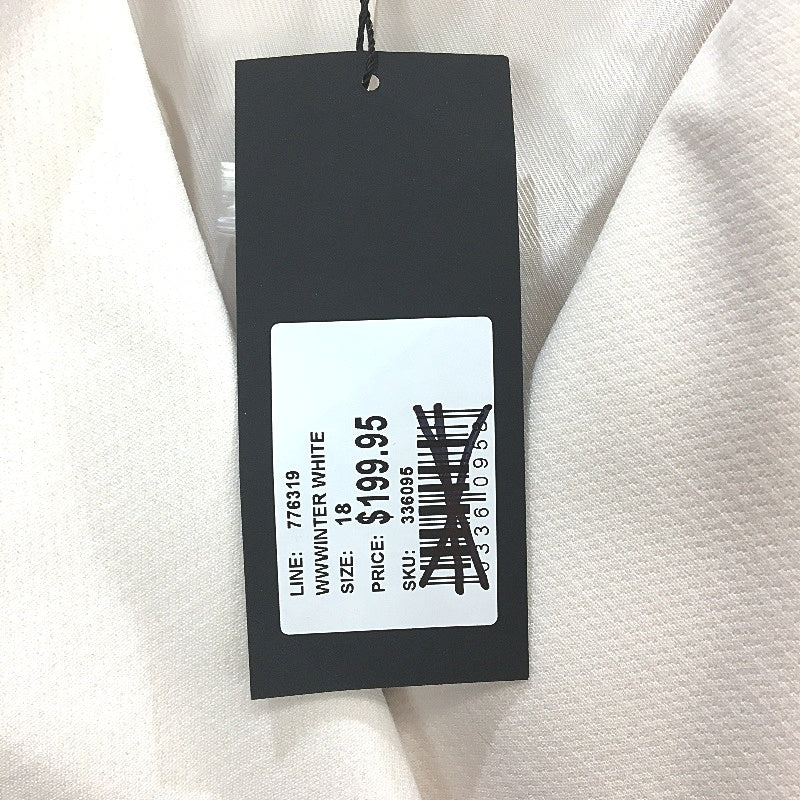 LINE: 776319
WWWINTER WHITE
SIZE: 18
PRICE: $199.95
SKU: 336095